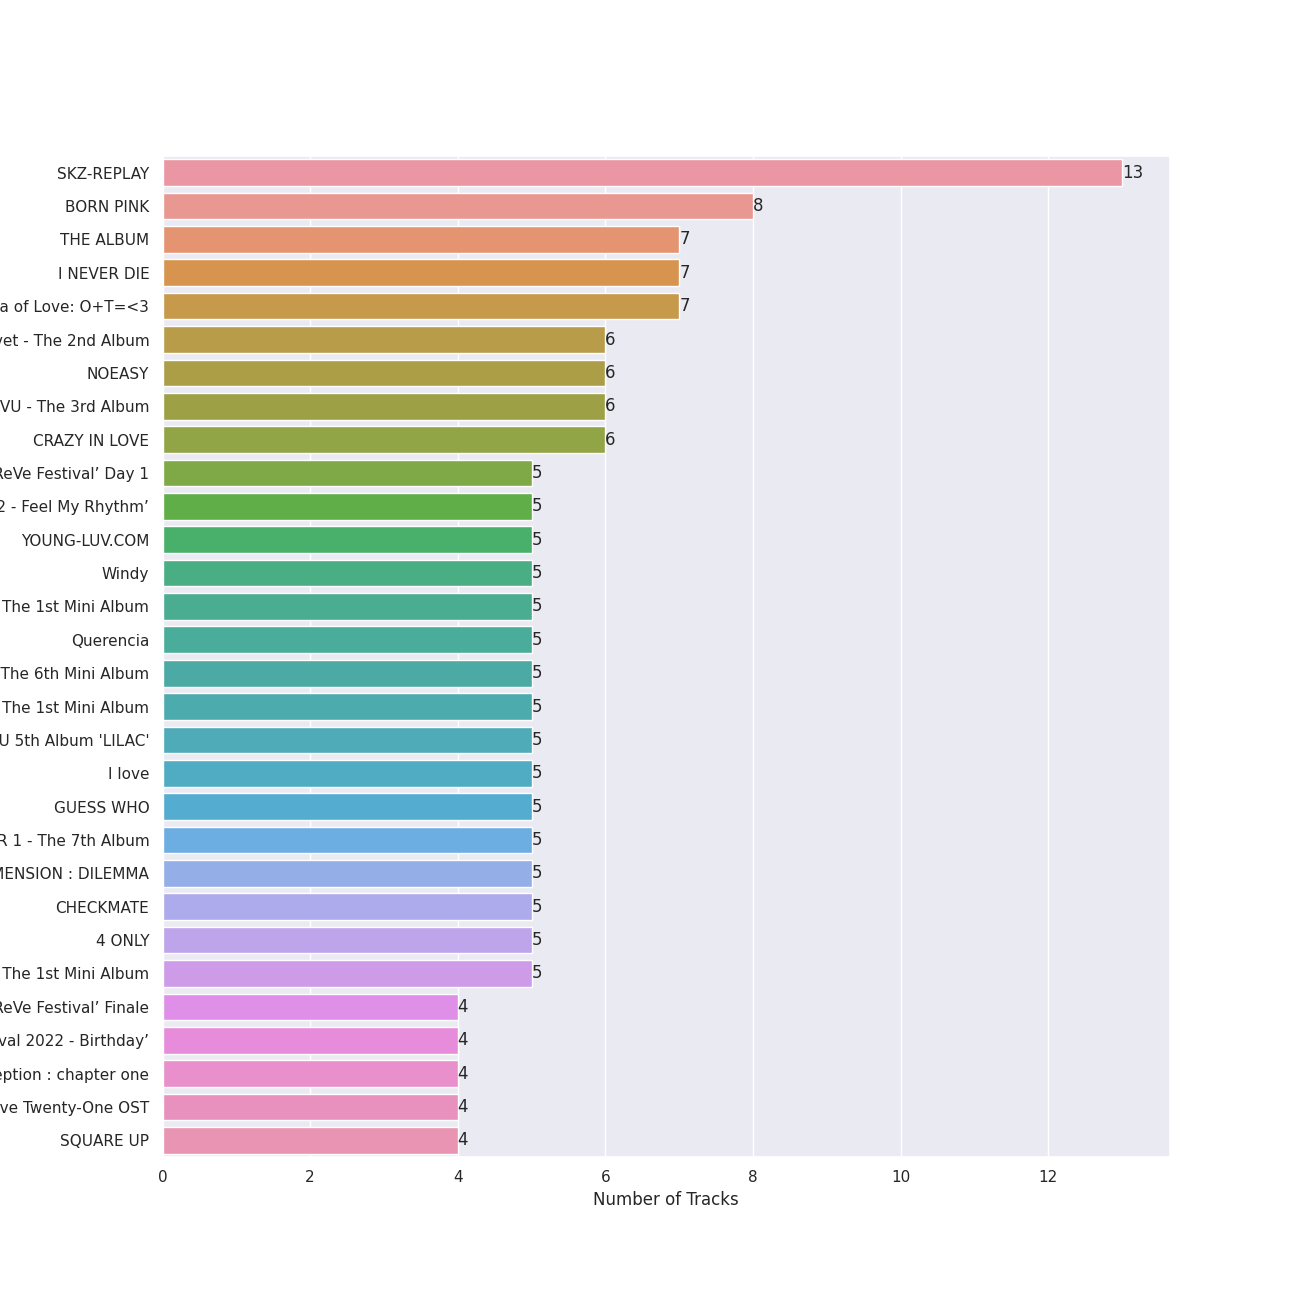 SKZ-REPLAY 13
BORN PINK 8
THE ALBUM 7
I NEVER DIE 7
a of Love: O+T=<3 7
vet - The 2nd Album 6
NOEASY 6
VU - The 3rd Album 6
CRAZY IN LOVE 6
ReVe Festival’ Day 1 5
2 - Feel My Rhythm’ 5
YOUNG-LUV.COM 5
Windy 5
The 1st Mini Album 5
Querencia 5
The 6th Mini Album 5
The 1st Mini Album 5
U 5th Album 'LILAC' 5
I love 5
GUESS WHO 5
R 1 - The 7th Album 5
MENSION : DILEMMA 5
CHECKMATE 5
4 ONLY 5
The 1st Mini Album 5
ReVe Festival’ Finale 4
val 2022 - Birthday’ 4
eption : chapter one 4
ve Twenty-One OST 4
SQUARE UP 4
0 2 4 6 8 10 12
Number of Tracks